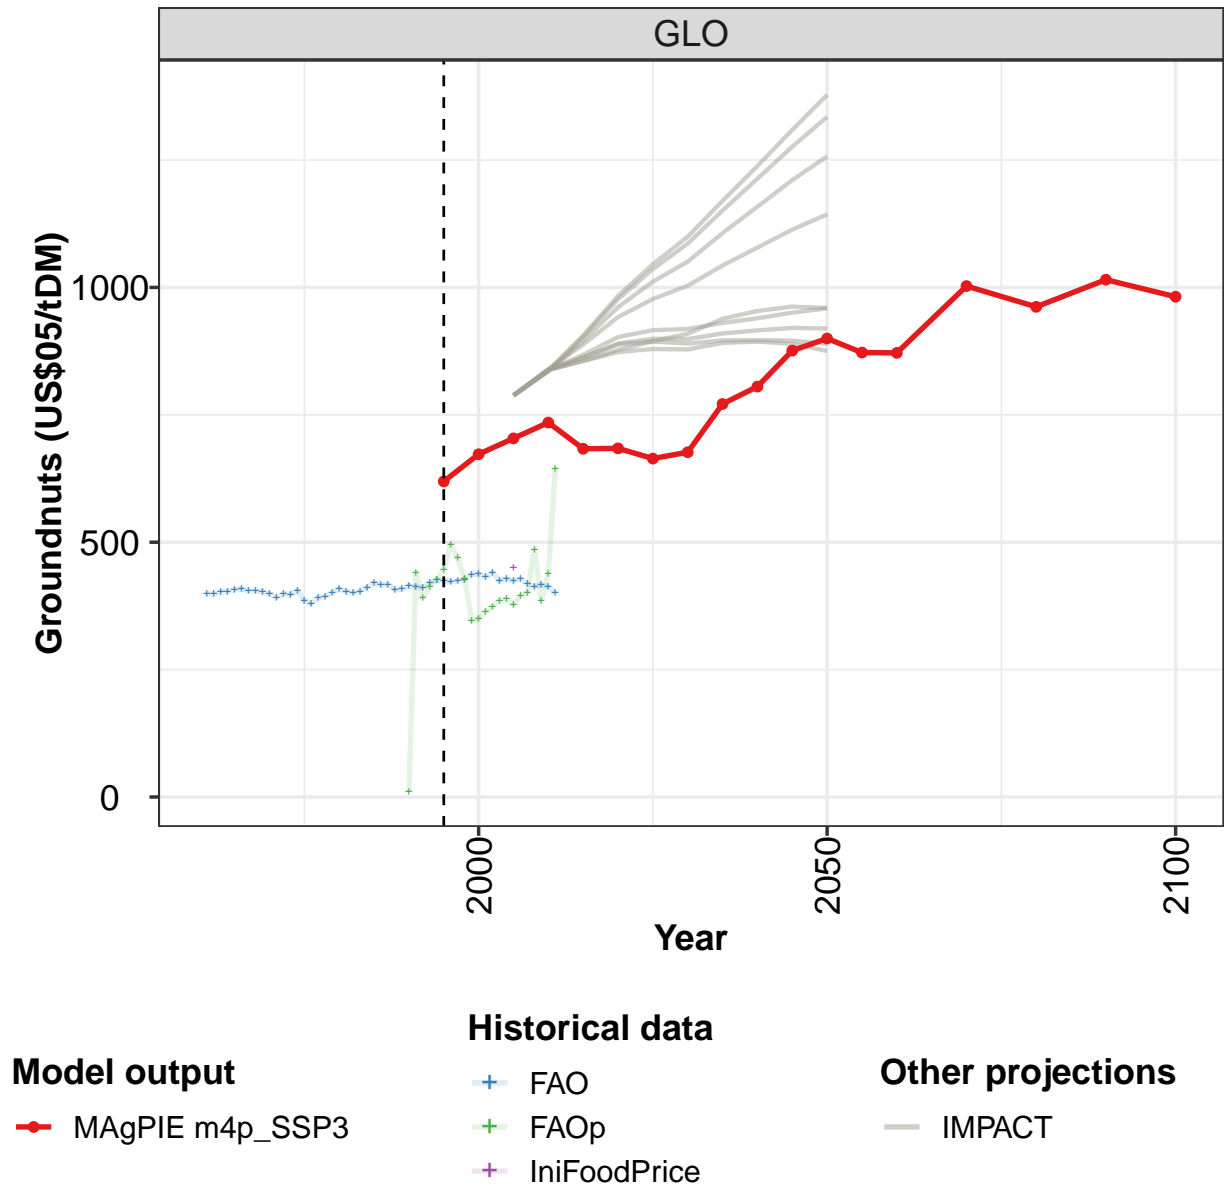 GLO
Groundnuts (US$05/tDM)
1000
500
0
2000
2050
2100
Year
Model output
MAgPIE m4p_SSP3
Historical data
FAO
FAOp
IniFoodPrice
Other projections
IMPACT